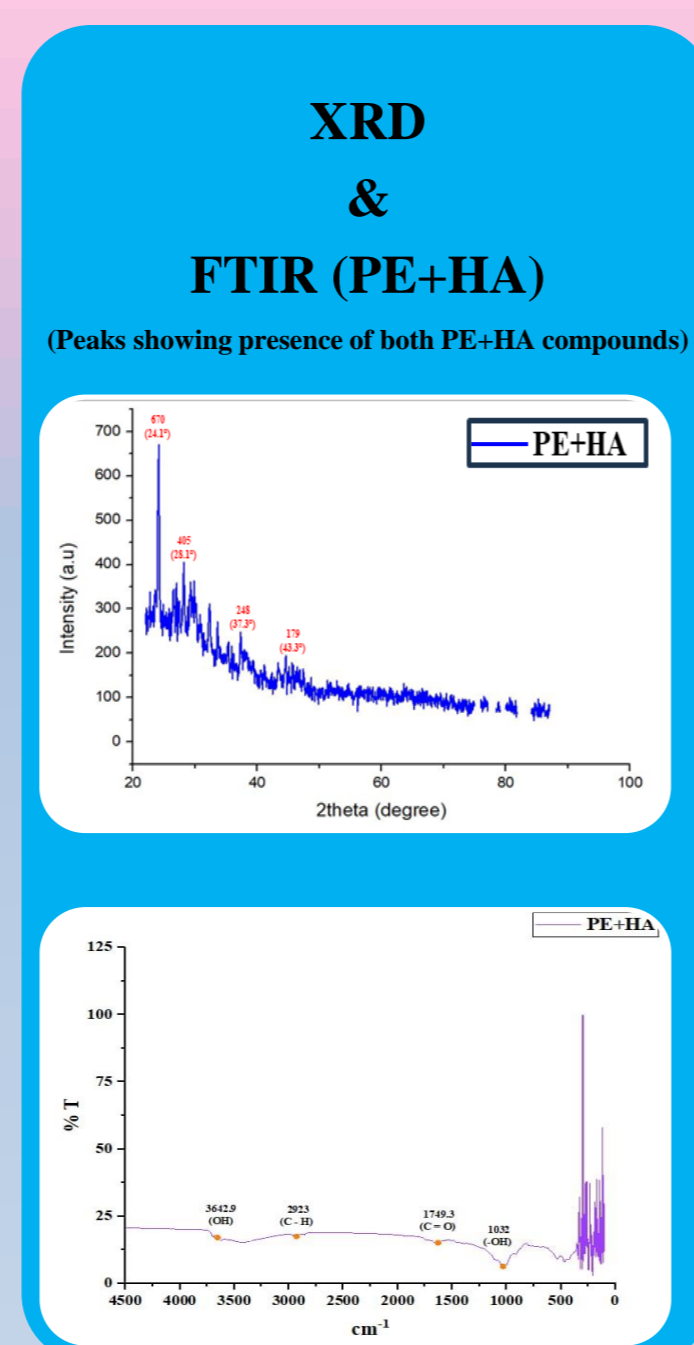 XRD
&
FTIR (PE+HA)
(Peaks showing presence of both PE+HA compounds)
PE+HA
670
(24.1°)
405
(28.1°)
248
(37.3°)
179
(43.3°)
Intensity (a.u)
700
600
500
400
300
200
100
0
20 40 60 80 100
2theta (degree)
PE+HA
% T
125
100
75
50
25
0
3642.9
(OH)
2923
(C - H)
1749.3
(C = O)
1032
(-OH)
4500 4000 3500 3000 2500 2000 1500 1000 500 0
cm⁻¹